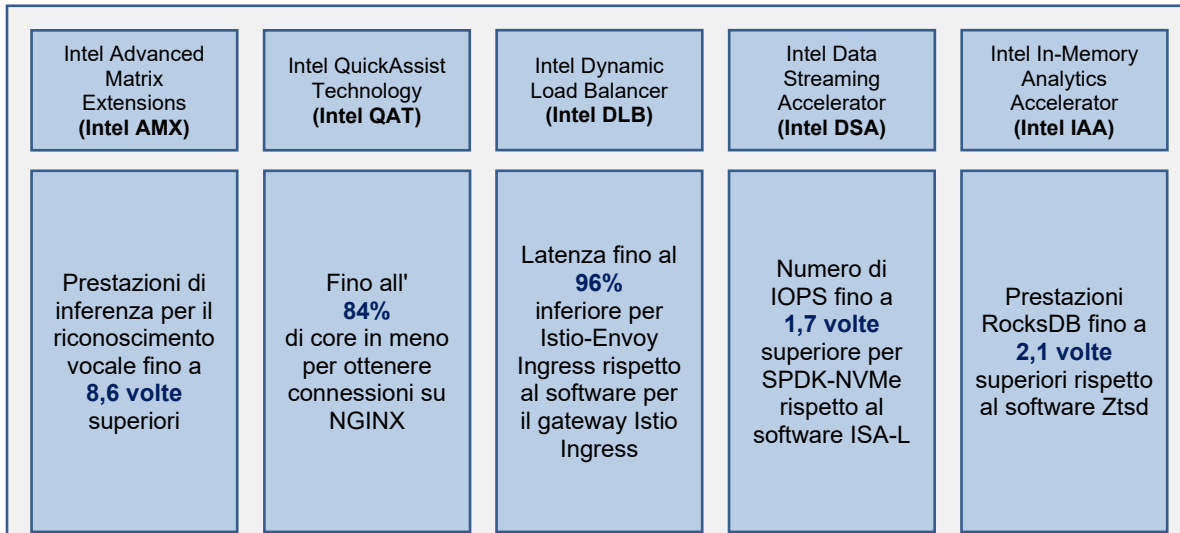 Intel Advanced
Matrix
Extensions
(Intel AMX)
Intel QuickAssist
Technology
(Intel QAT)
Intel Dynamic
Load Balancer
(Intel DLB)
Intel Data
Streaming
Accelerator
(Intel DSA)
Intel In-Memory
Analytics
Accelerator
(Intel IAA)
Prestazioni di
inferenza per il
riconoscimento
vocale fino a
8,6 volte
superiori
Fino all'
84%
di core in meno
per ottenere
connessioni su
NGINX
Latenza fino al
96%
inferiore per
Istio-Envoy
Ingress rispetto
al software per
il gateway Istio
Ingress
Numero di
IOPS fino a
1,7 volte
superiore per
SPDK-NVMe
rispetto al
software ISA-L
Prestazioni
RocksDB fino a
2,1 volte
superiori rispetto
al software Ztsd